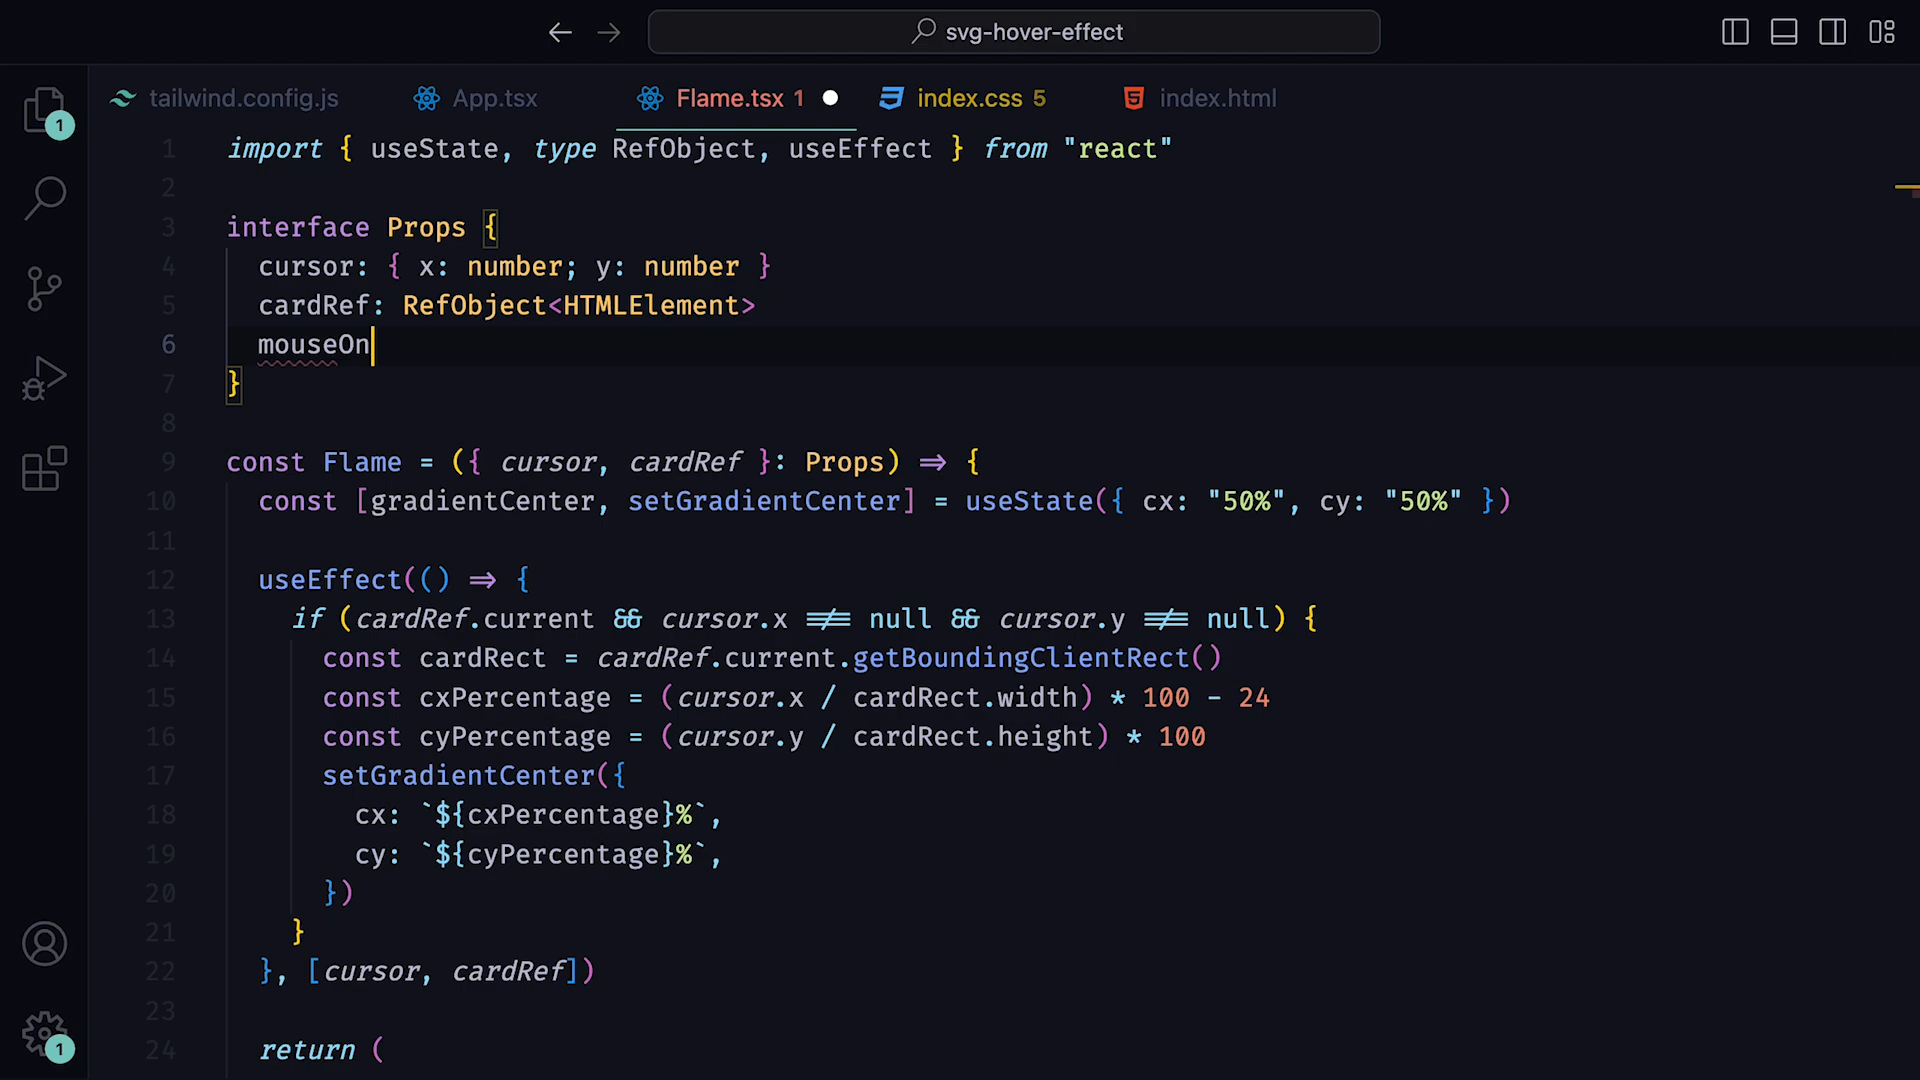 svg-hover-effect
tailwind.config.js App.tsx Flame.tsx 1 index.css 5 index.html
1 import { useState, type RefObject, useEffect } from "react"
2
3 interface Props {
4 cursor: { x: number; y: number }
5 cardRef: RefObject<HTMLElement>
6 mouseOn
7 }
8
9 const Flame = ({ cursor, cardRef }: Props) => {
10 const [gradientCenter, setGradientCenter] = useState({ cx: "50%", cy: "50%" })
11
12 useEffect(() => {
13 if (cardRef.current && cursor.x !== null && cursor.y !== null) {
14 const cardRect = cardRef.current.getBoundingClientRect()
15 const cxPercentage = (cursor.x / cardRect.width) * 100 - 24
16 const cyPercentage = (cursor.y / cardRect.height) * 100
17 setGradientCenter({
18 cx: `${cxPercentage}%`,
19 cy: `${cyPercentage}%`,
20 })
21 }
22 }, [cursor, cardRef])
23
24 return (
1
1